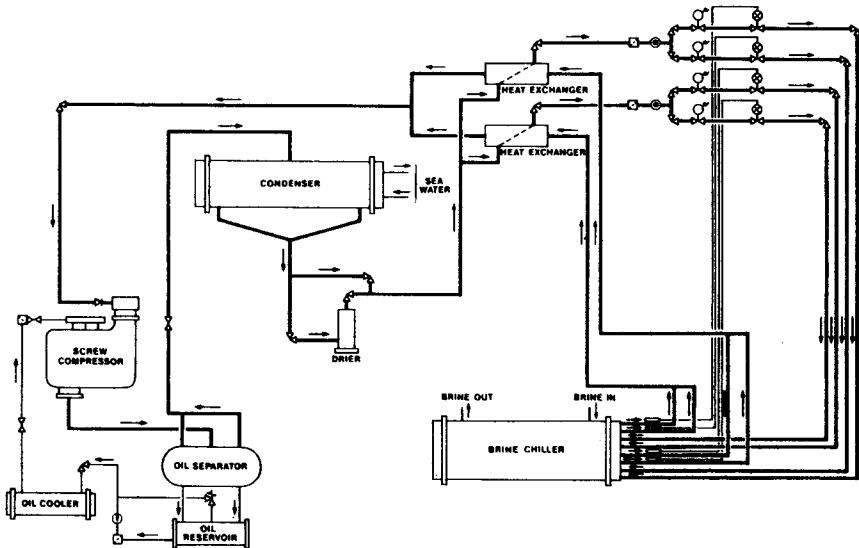 HEAT EXCHANGER
HEAT EXCHANGER
CONDENSER
SEA
WATER
DRIER
SCREW
COMPRESSOR
BRINE OUT
BRINE IN
BRINE CHILLER
OIL SEPARATOR
OIL COOLER
OIL
RESERVOIR